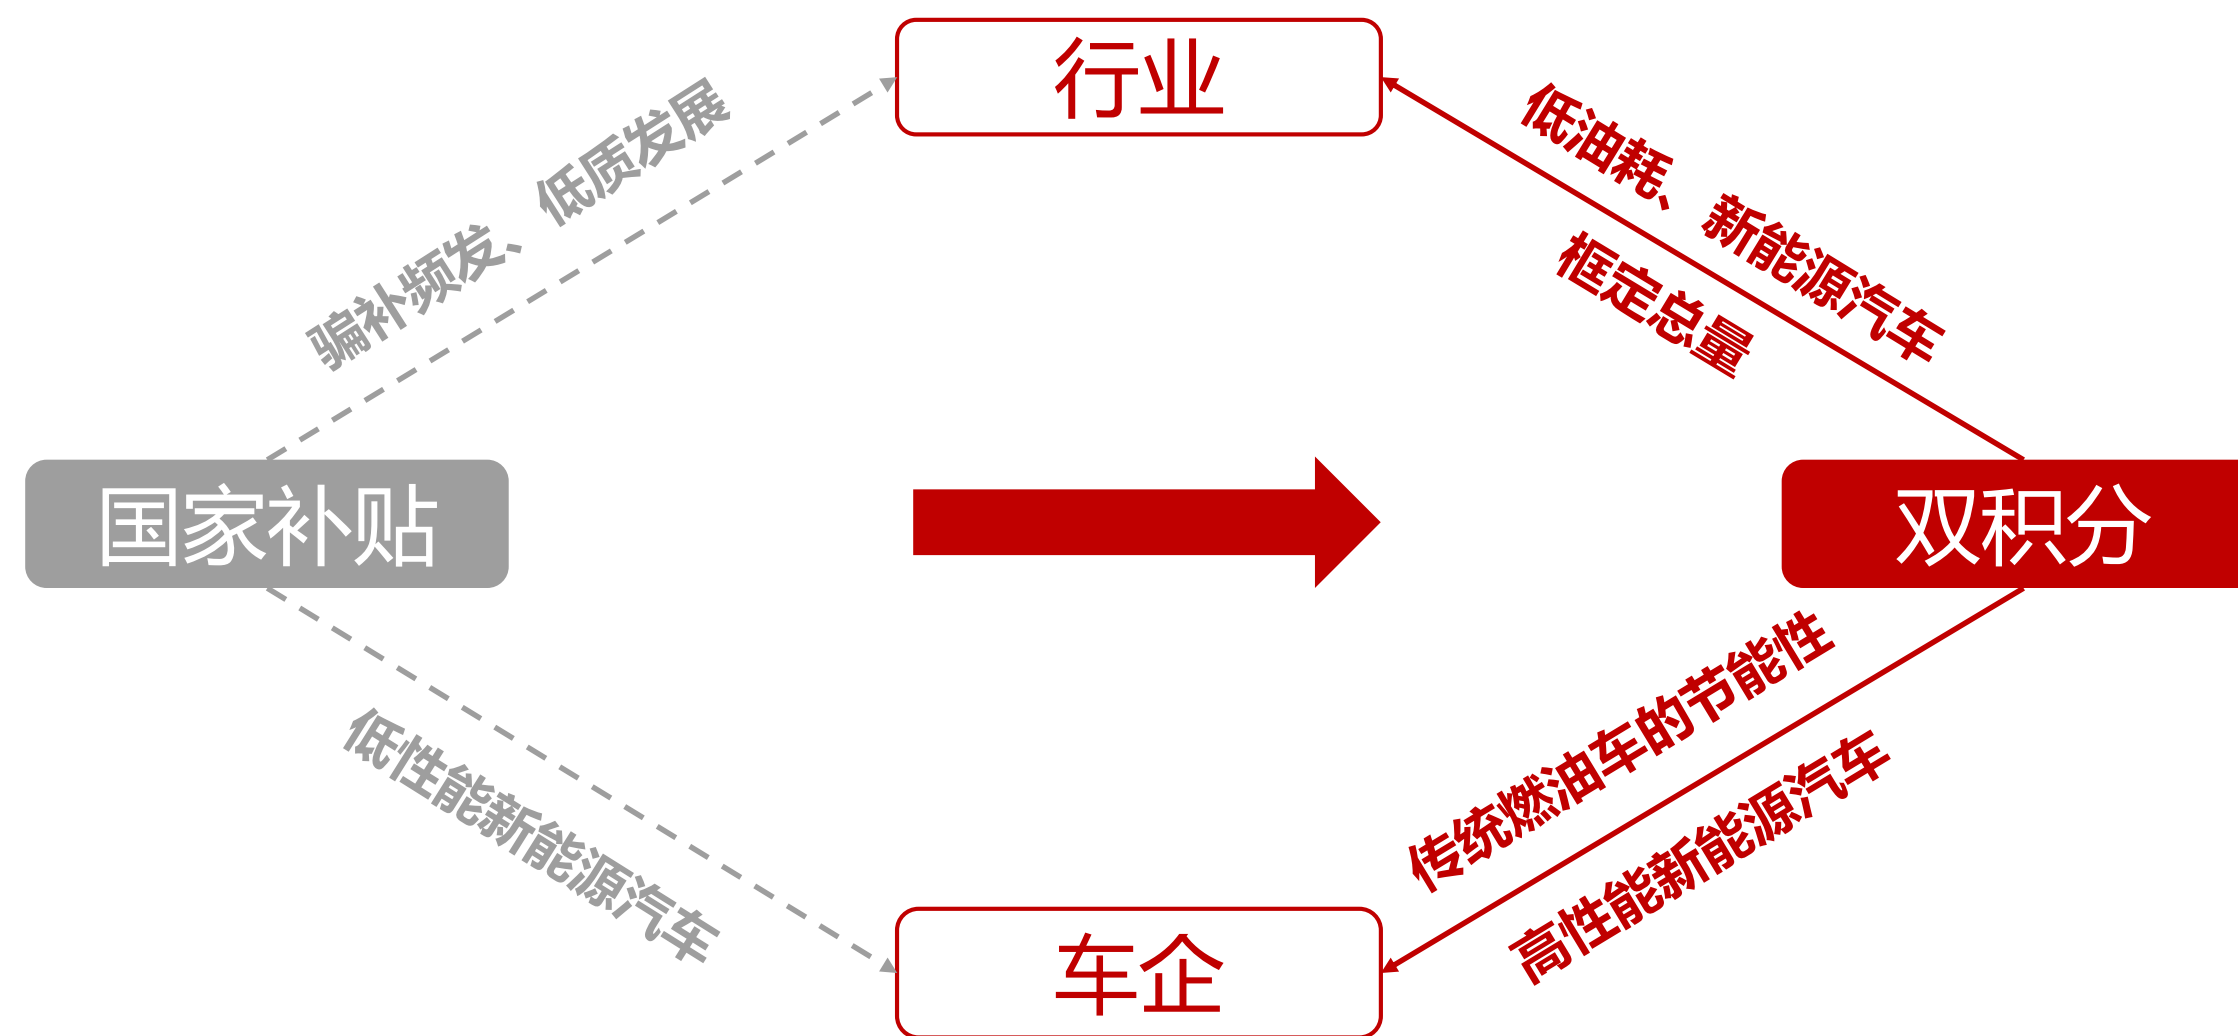 行业
骗补频发、低质发展
低油耗、新能源汽车
框定总量
国家补贴
双积分
低性能新能源汽车
传统燃油车的节能性
高性能新能源汽车
车企